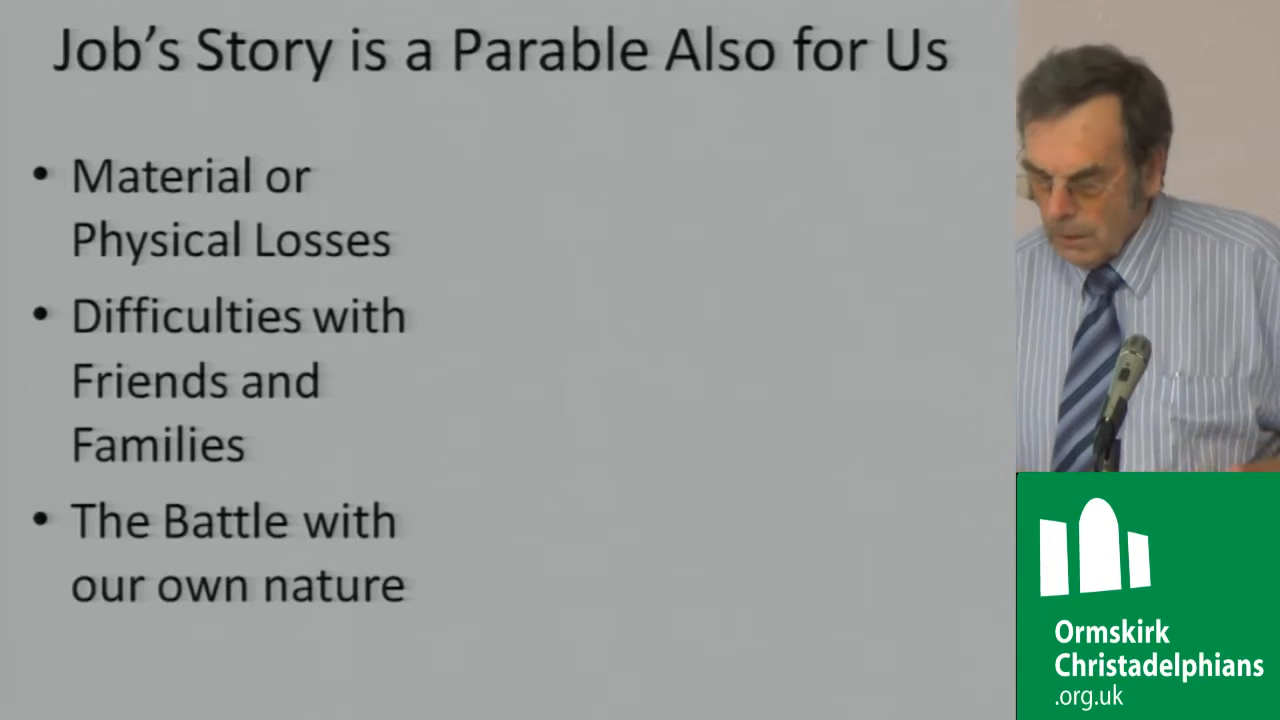 Job's Story is a Parable Also for Us
• Material or
Physical Losses
• Difficulties with
Friends and
Families
• The Battle with
our own nature
Ormskirk
Christadelphians
.org.uk